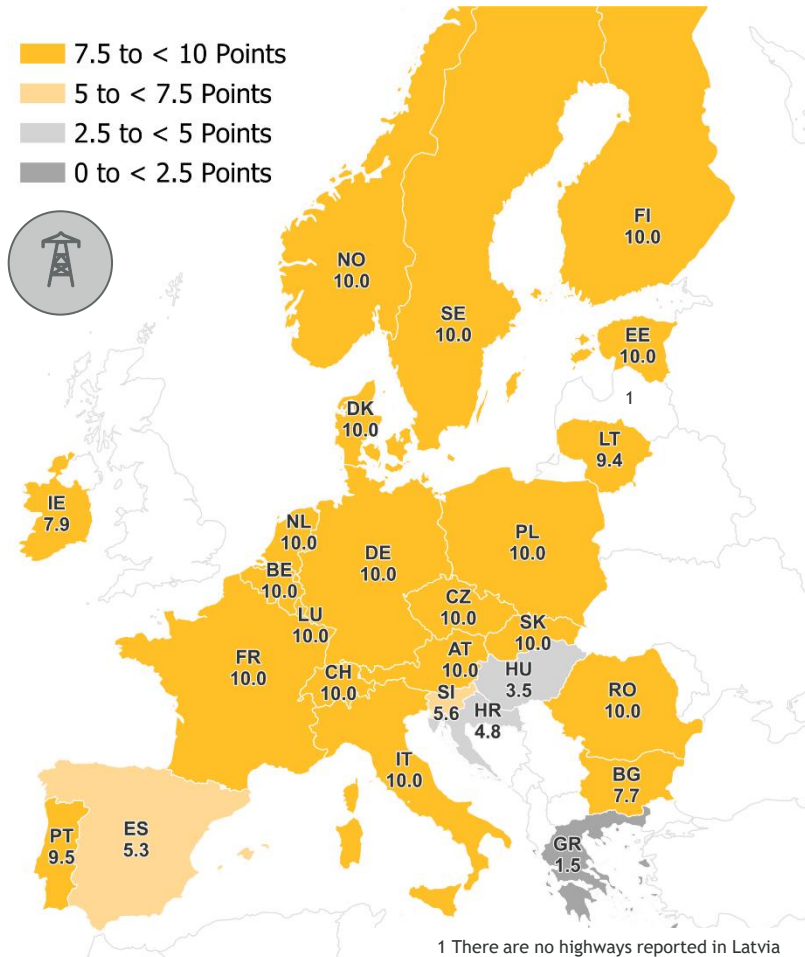 7.5 to < 10 Points
5 to < 7.5 Points
2.5 to < 5 Points
0 to < 2.5 Points
FI
10.0
NO
10.0
SE
10.0
EE
10.0
1
DK
10.0
LT
9.4
IE
7.9
NL
10.0
DE
10.0
PL
10.0
BE
10.0
CZ
10.0
LU
10.0
SK
10.0
AT
10.0
FR
10.0
CH
10.0
HU
3.5
SI
5.6
HR
4.8
RO
10.0
IT
10.0
BG
7.7
PT
9.5
ES
5.3
GR
1.5
1 There are no highways reported in Latvia